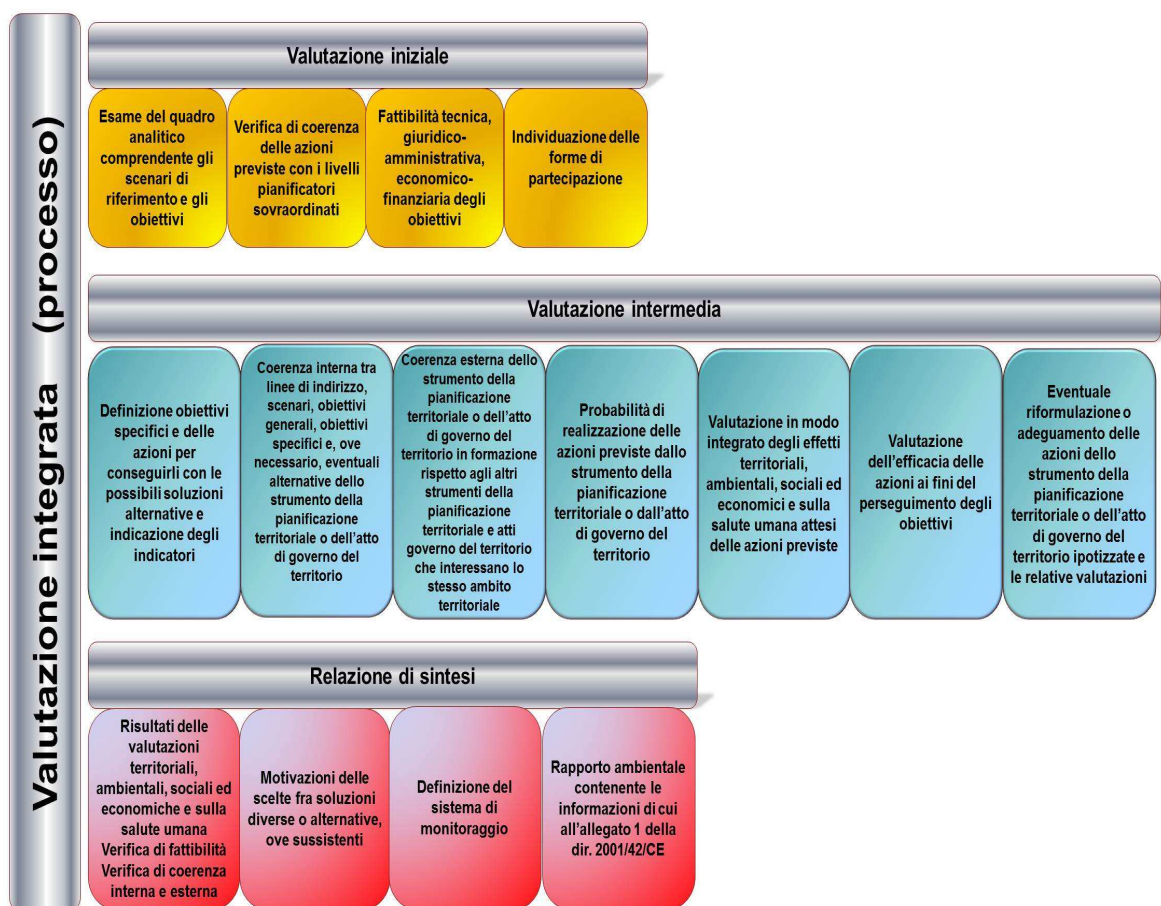 Valutazione integrata (processo)
Valutazione iniziale
Esame del quadro
analitico
comprendente gli
scenari di
riferimento e gli
obiettivi
Verifica di coerenza
delle azioni
previste con i livelli
pianificatori
sovraordinati
Fattibilità tecnica,
giuridico-
amministrativa,
economico-
finanziaria degli
obiettivi
Individuazione delle
forme di
partecipazione
Valutazione intermedia
Definizione obiettivi
specifici e delle
azioni per
conseguirli con le
possibili soluzioni
alternative e
indicazione degli
indicatori
Coerenza interna tra
linee di indirizzo,
scenari, obiettivi
generali, obiettivi
specifici e, ove
necessario, eventuali
alternative dello
strumento della
pianificazione
territoriale o dell’atto
di governo del
territorio
Coerenza esterna dello
strumento della
pianificazione
territoriale o dell’atto
di governo del
territorio in formazione
rispetto agli altri
strumenti della
pianificazione
territoriale e atti
governo del territorio
che interessano lo
stesso ambito
territoriale
Probabilità di
realizzazione delle
azioni previste dallo
strumento della
pianificazione
territoriale o dall’atto
di governo del
territorio
Valutazione in modo
integrato degli effetti
territoriali,
ambientali, sociali ed
economici e sulla
salute umana attesi
delle azioni previste
Valutazione
dell’efficacia delle
azioni ai fini del
perseguimento degli
obiettivi
Eventuale
riformulazione o
adeguamento delle
azioni dello
strumento della
pianificazione
territoriale o dell’atto
di governo del
territorio ipotizzate e
le relative valutazioni
Relazione di sintesi
Risultati delle
valutazioni
territoriali,
ambientali, sociali ed
economiche e sulla
salute umana
Verifica di fattibilità
Verifica di coerenza
interna e esterna
Motivazioni delle
scelte fra soluzioni
diverse o alternative,
ove sussistenti
Definizione del
sistema di
monitoraggio
Rapporto ambientale
contenente le
informazioni di cui
all’allegato 1 della
dir. 2001/42/CE